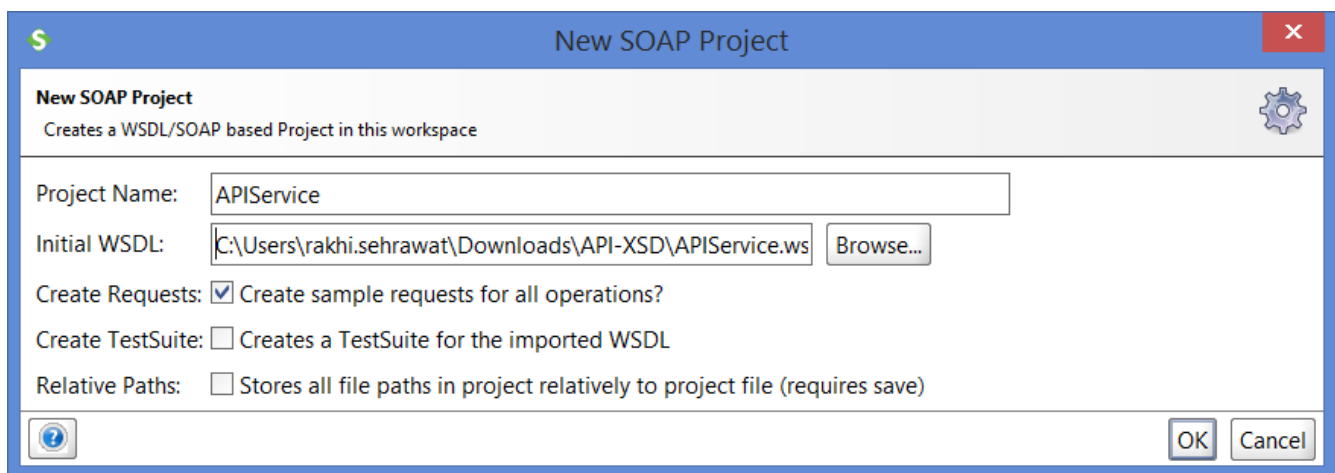 New SOAP Project
New SOAP Project
Creates a WSDL/SOAP based Project in this workspace
Project Name: APIService
Initial WSDL: C:\Users\rakhi.sehrawat\Downloads\API-XSD\APIService.ws Browse...
Create Requests: Create sample requests for all operations?
Create TestSuite: Creates a TestSuite for the imported WSDL
Relative Paths: Stores all file paths in project relatively to project file (requires save)
OK Cancel